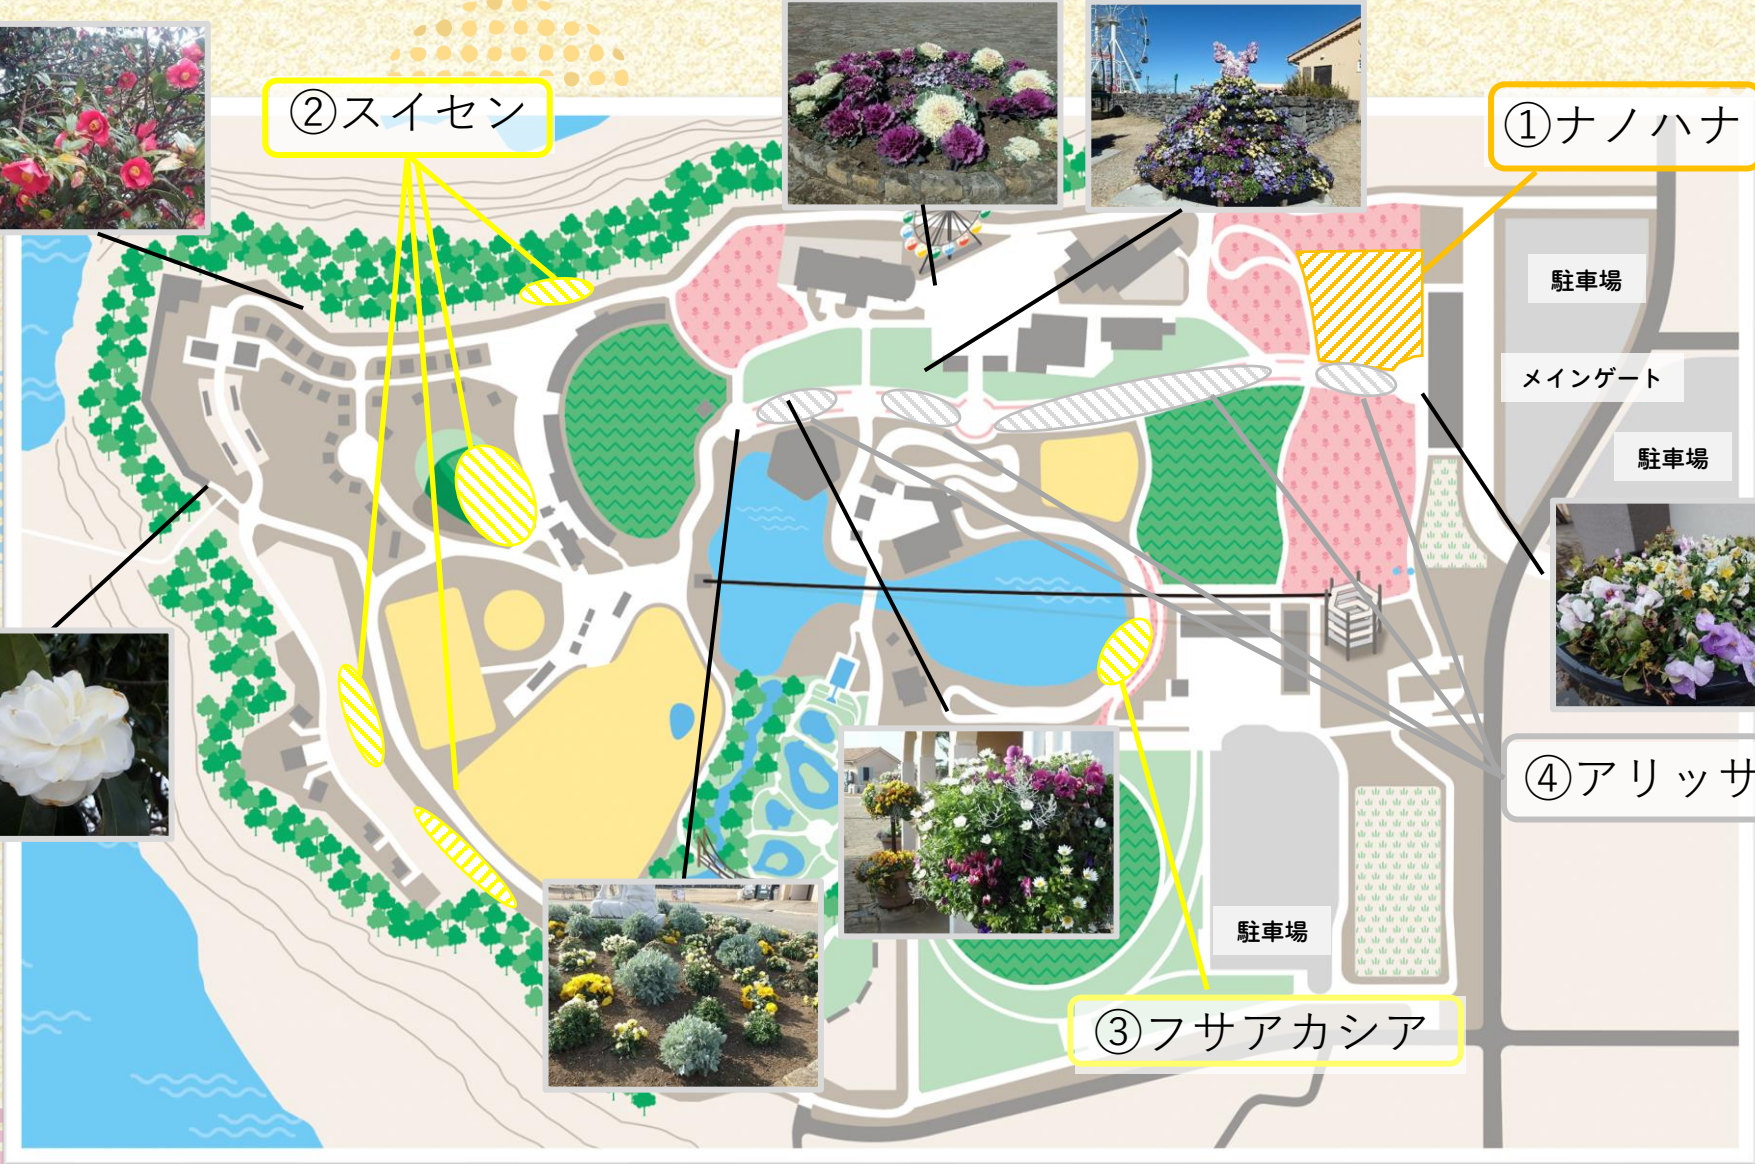 ②スイセン
①ナノハナ
駐車場
メインゲート
駐車場
④アリッサ
駐車場
③フサアカシア